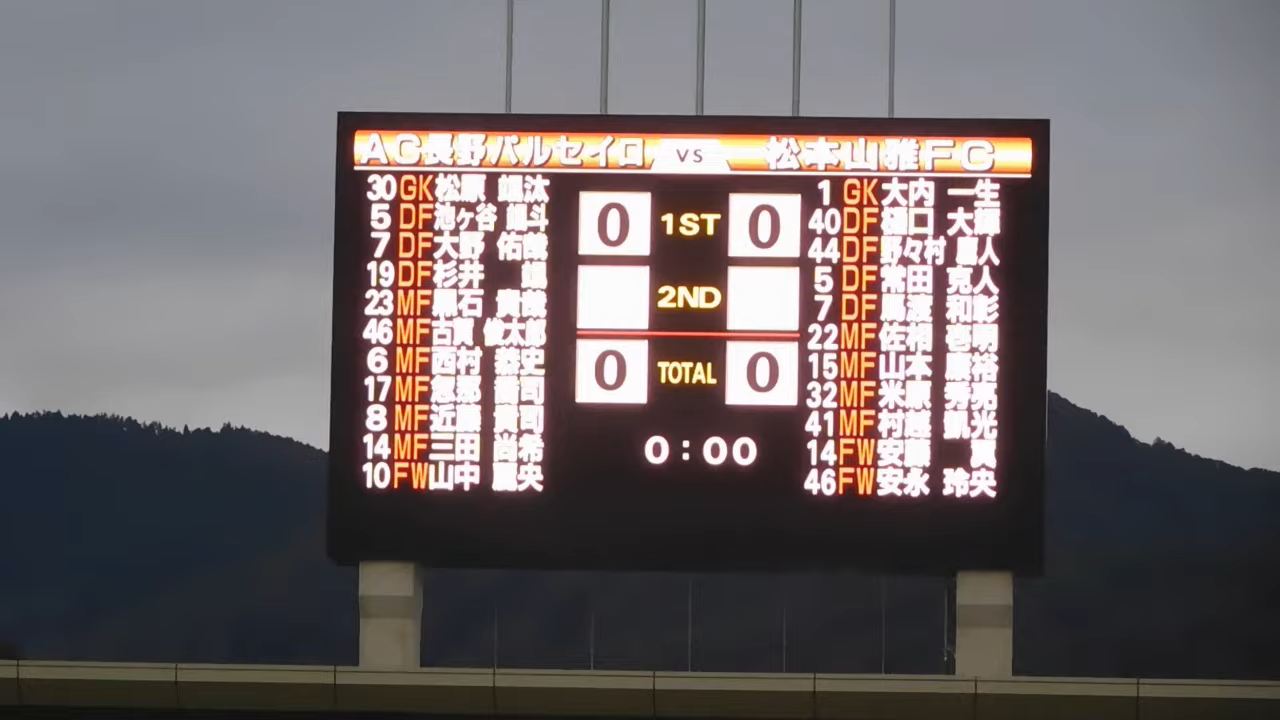 AC長野パルセイロ VS 松本山雅FC
30 GK 松原 颯汰
5 DF 池ヶ谷 颯斗
7 DF 大野 佑哉
19 DF 杉井 颯
23 MF 黒石 貴哉
46 MF 古賀 俊太郎
6 MF 西村 恭史
17 MF 忽那 喬司
8 MF 近藤 貴司
14 MF 三田 尚希
10 FW 山中 麗央
0 1ST 0
2ND
0 TOTAL 0
0:00
1 GK 大内 一生
40 DF 樋口 大輝
44 DF 野々村 鷹人
5 DF 常田 克人
7 DF 馬渡 和彰
22 MF 佐相 壱明
15 MF 山本 康裕
32 MF 米原 秀亮
41 MF 村越 凱光
14 FW 安藤 翼
46 FW 安永 玲央